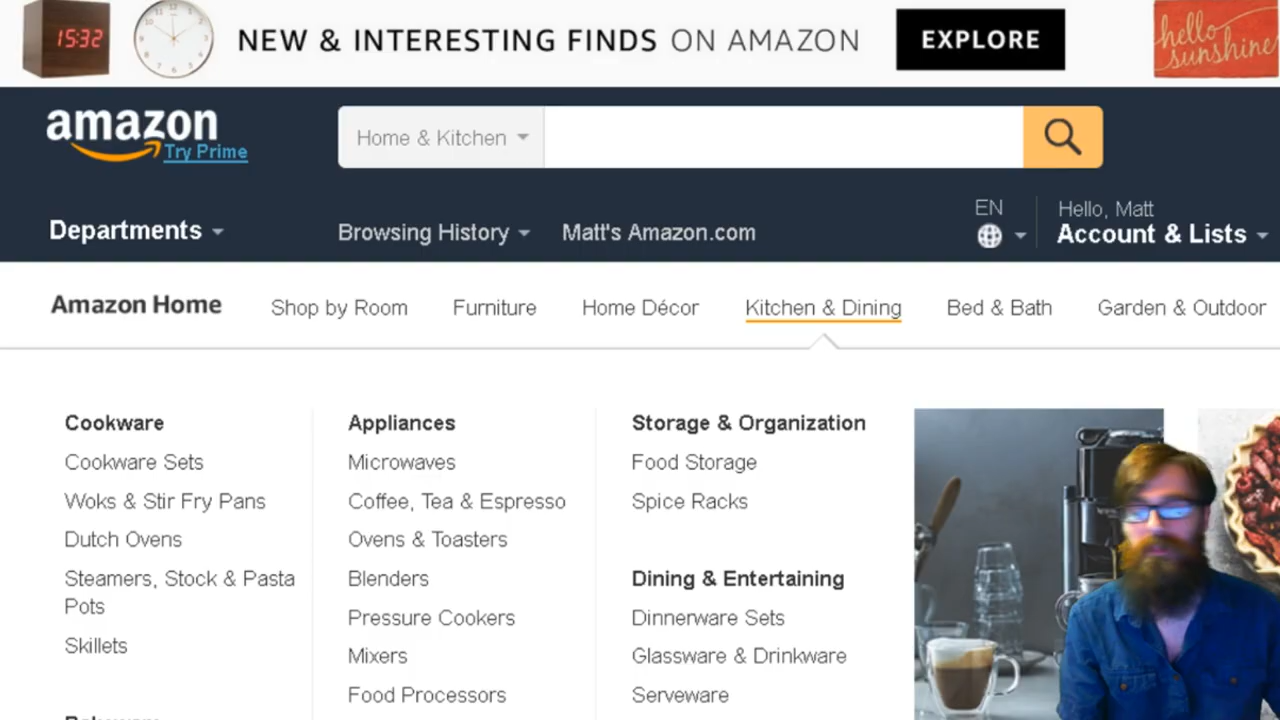 15:32
NEW & INTERESTING FINDS ON AMAZON
EXPLORE
hello sunshine
amazon
Try Prime
Home & Kitchen
Departments
Browsing History
Matt's Amazon.com
EN
Hello, Matt
Account & Lists
Amazon Home
Shop by Room
Furniture
Home Décor
Kitchen & Dining
Bed & Bath
Garden & Outdoor
Cookware
Cookware Sets
Woks & Stir Fry Pans
Dutch Ovens
Steamers, Stock & Pasta
Pots
Skillets
Appliances
Microwaves
Coffee, Tea & Espresso
Ovens & Toasters
Blenders
Pressure Cookers
Mixers
Food Processors
Storage & Organization
Food Storage
Spice Racks
Dining & Entertaining
Dinnerware Sets
Glassware & Drinkware
Serveware